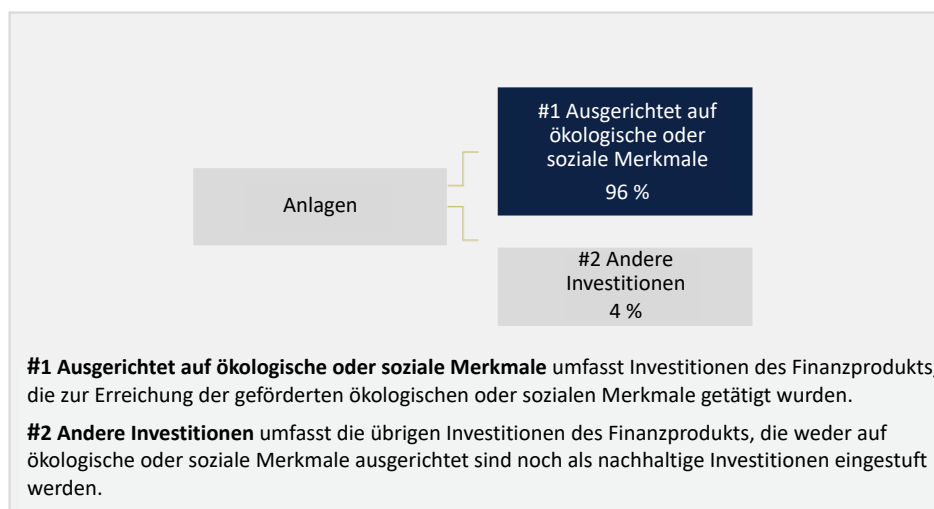 #1 Ausgerichtet auf
ökologische oder
soziale Merkmale
96 %
Anlagen
#2 Andere
Investitionen
4 %
#1 Ausgerichtet auf ökologische oder soziale Merkmale umfasst Investitionen des Finanzprodukts,
die zur Erreichung der geförderten ökologischen oder sozialen Merkmale getätigt wurden.
#2 Andere Investitionen umfasst die übrigen Investitionen des Finanzprodukts, die weder auf
ökologische oder soziale Merkmale ausgerichtet sind noch als nachhaltige Investitionen eingestuft
werden.